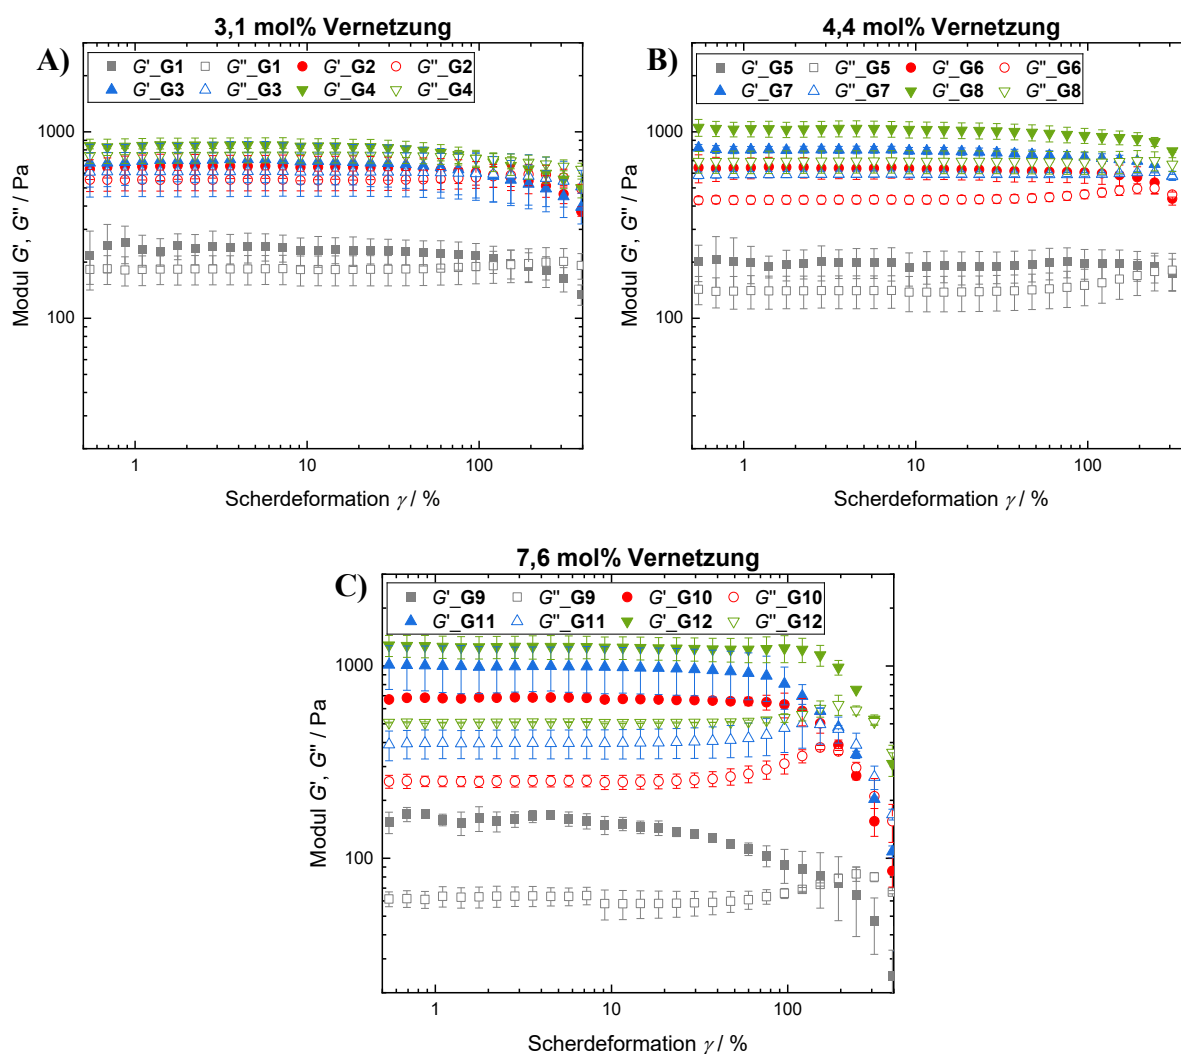 3,1 mol% Vernetzung
A)
G'_G1 G''_G1 G'_G2 G''_G2
G'_G3 G''_G3 G'_G4 G''_G4
1000
100
Modul G', G'' / Pa
1 10 100
Scherdeformation γ / %
4,4 mol% Vernetzung
B)
G'_G5 G''_G5 G'_G6 G''_G6
G'_G7 G''_G7 G'_G8 G''_G8
1000
100
Modul G', G'' / Pa
1 10 100
Scherdeformation γ / %
7,6 mol% Vernetzung
C)
G'_G9 G''_G9 G'_G10 G''_G10
G'_G11 G''_G11 G'_G12 G''_G12
1000
100
Modul G', G'' / Pa
1 10 100
Scherdeformation γ / %